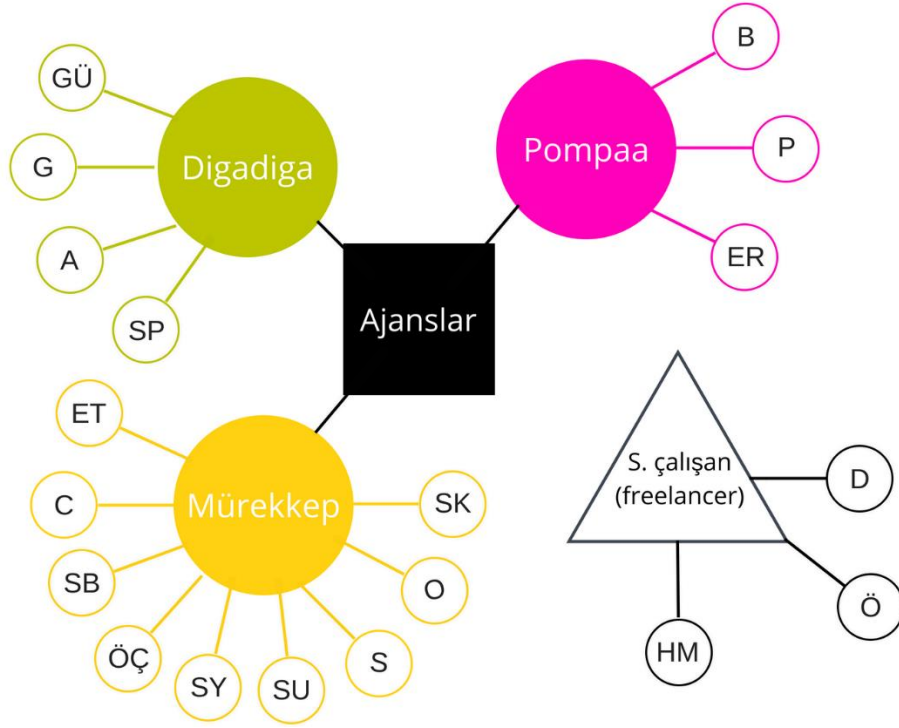 GÜ
G
A
SP
Digadiga
Pompaa
B
P
ER
Ajanslar
ET
C
SB
ÖÇ
SY
SU
S
O
SK
Mürekkep
S. çalışan
(freelancer)
D
Ö
HM